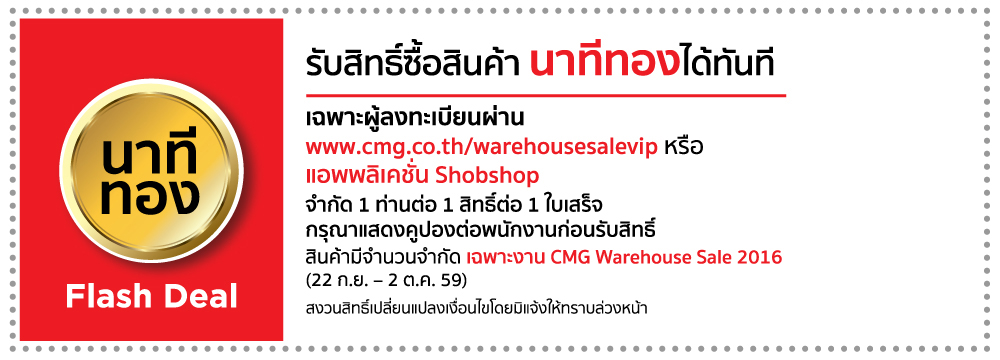 นาที
ทอง
Flash Deal
รับสิทธิ์ซื้อสินค้า นาทีทองได้ทันที
เฉพาะผู้ลงทะเบียนผ่าน
www.cmg.co.th/warehousesalevip หรือ
แอพพลิเคชั่น Shobshop
จำกัด 1 ท่านต่อ 1 สิทธิ์ต่อ 1 ใบเสร็จ
กรุณาแสดงคูปองต่อพนักงานก่อนรับสิทธิ์
สินค้ามีจำนวนจำกัด เฉพาะงาน CMG Warehouse Sale 2016
(22 ก.ย. – 2 ต.ค. 59)
สงวนสิทธิ์เปลี่ยนแปลงเงื่อนไขโดยมิแจ้งให้ทราบล่วงหน้า